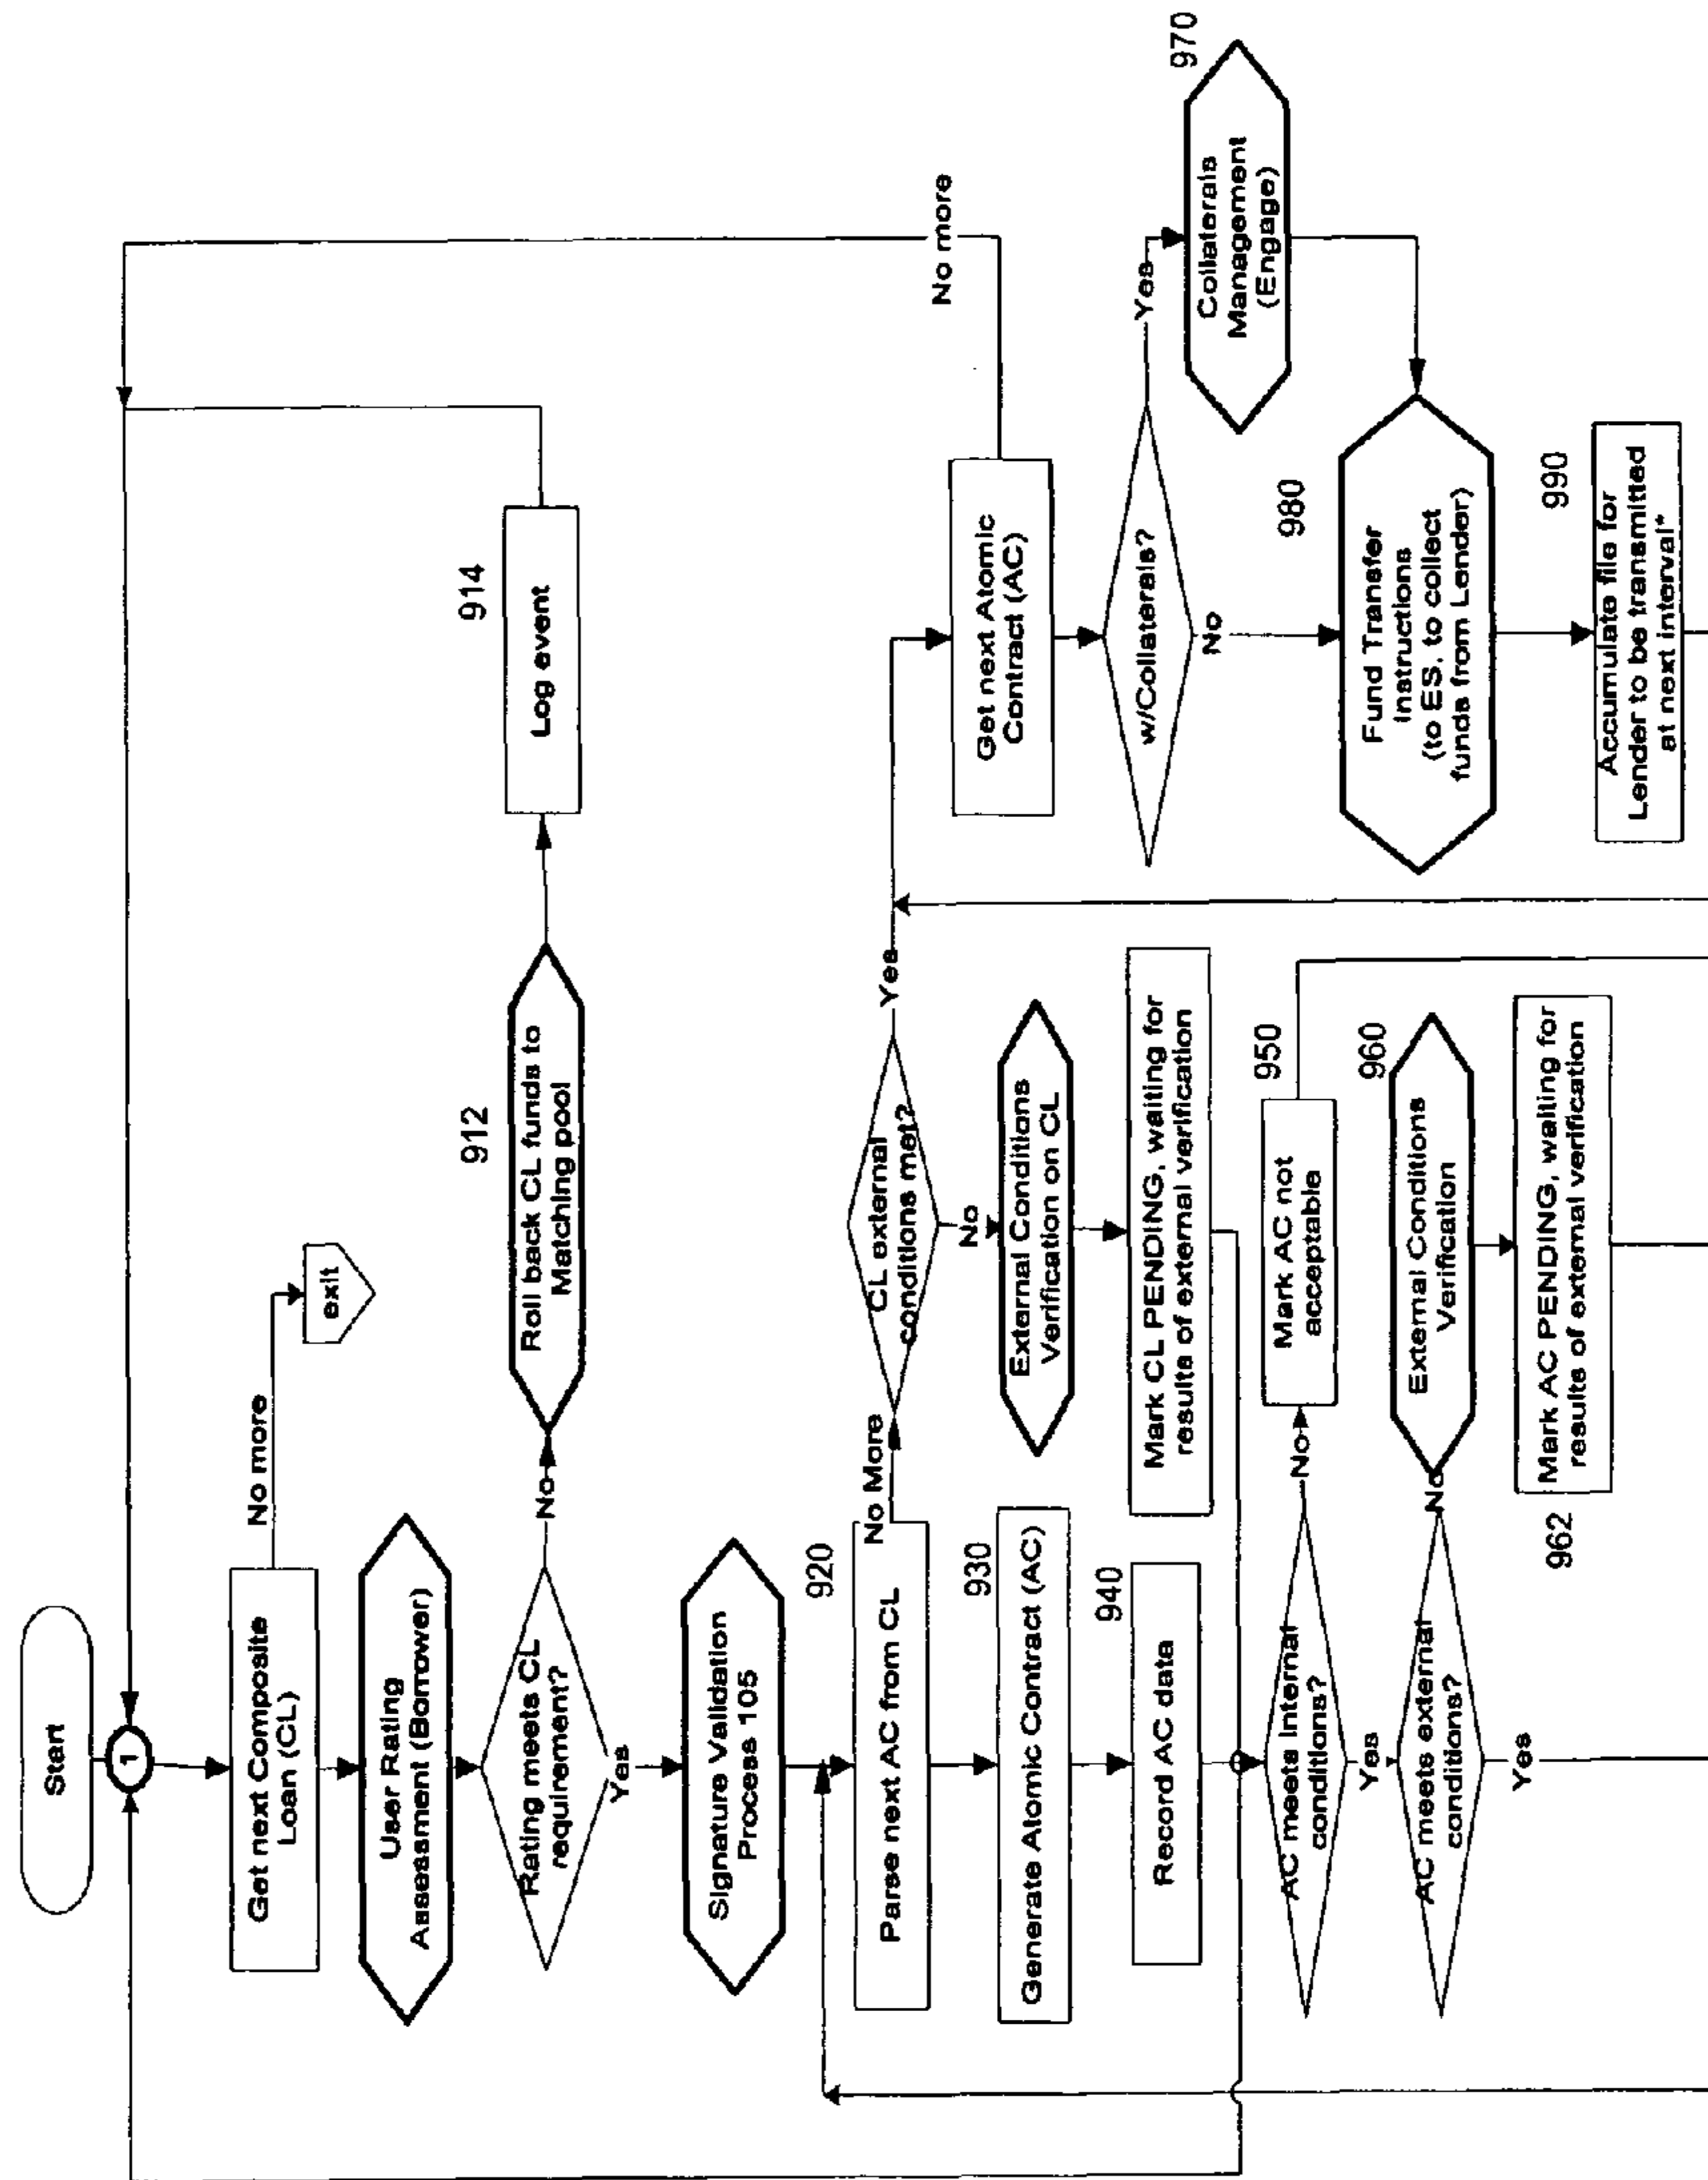 Start
1
Get next Composite
Loan (CL)
No more
exit
User Rating
Assessment (Borrower)
Rating meets CL
requirement?
No
912
Roll back CL funds to
Matching pool
914
Log event
Yes
Signature Validation
Process 105
920
Parse next AC from CL
No More
CL external
conditions met?
Yes
No
External Conditions
Verification on CL
Mark CL PENDING, waiting for
results of external verification
930
Generate Atomic Contract (AC)
940
Record AC data
AC meets Internal
conditions?
No
950
Mark AC not
acceptable
Yes
AC meets external
conditions?
No
960
External Conditions
Verification
962
Mark AC PENDING, waiting for
results of external verification
Yes
No more
Get next Atomic
Contract (AC)
w/Collaterals?
Yes
970
Collaterals
Management
(Engage)
No
980
Fund Transfer
Instructions
(to ES, to collect
funds from Lender)
990
Accumulate file for
Lender to be transmitted
at next interval*